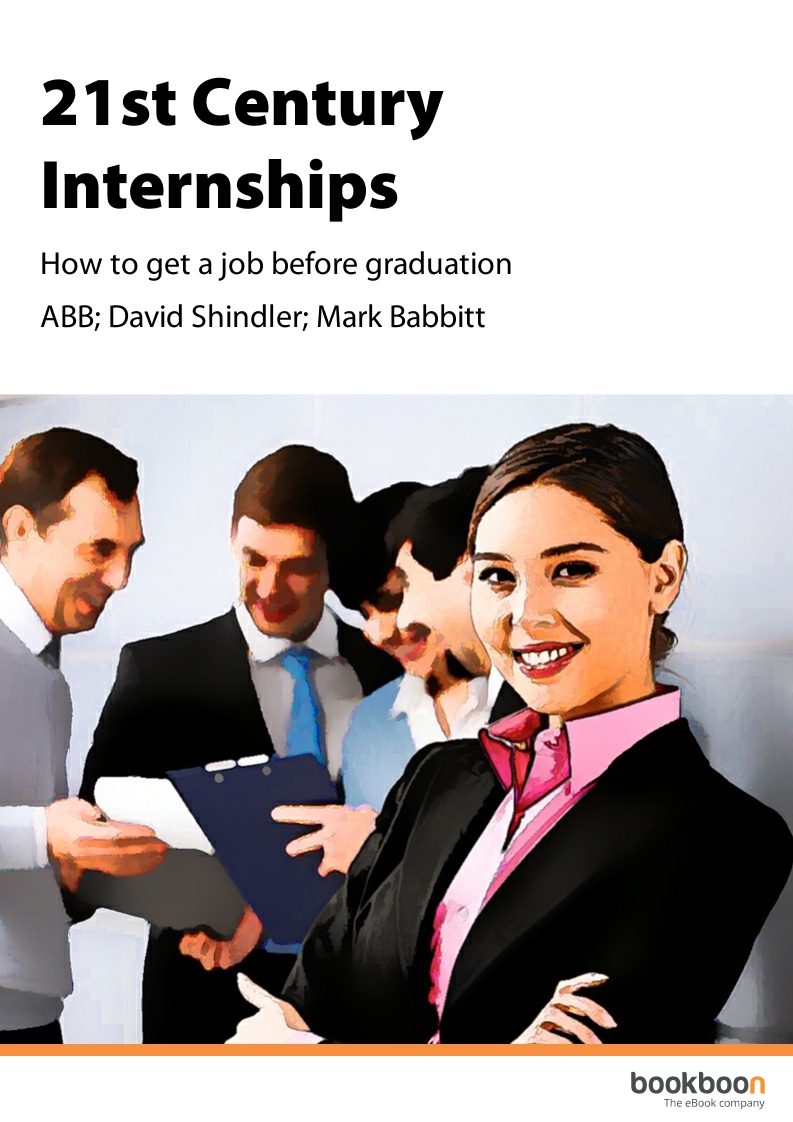 21st Century
Internships
How to get a job before graduation
ABB; David Shindler; Mark Babbitt
bookboon
The eBook company